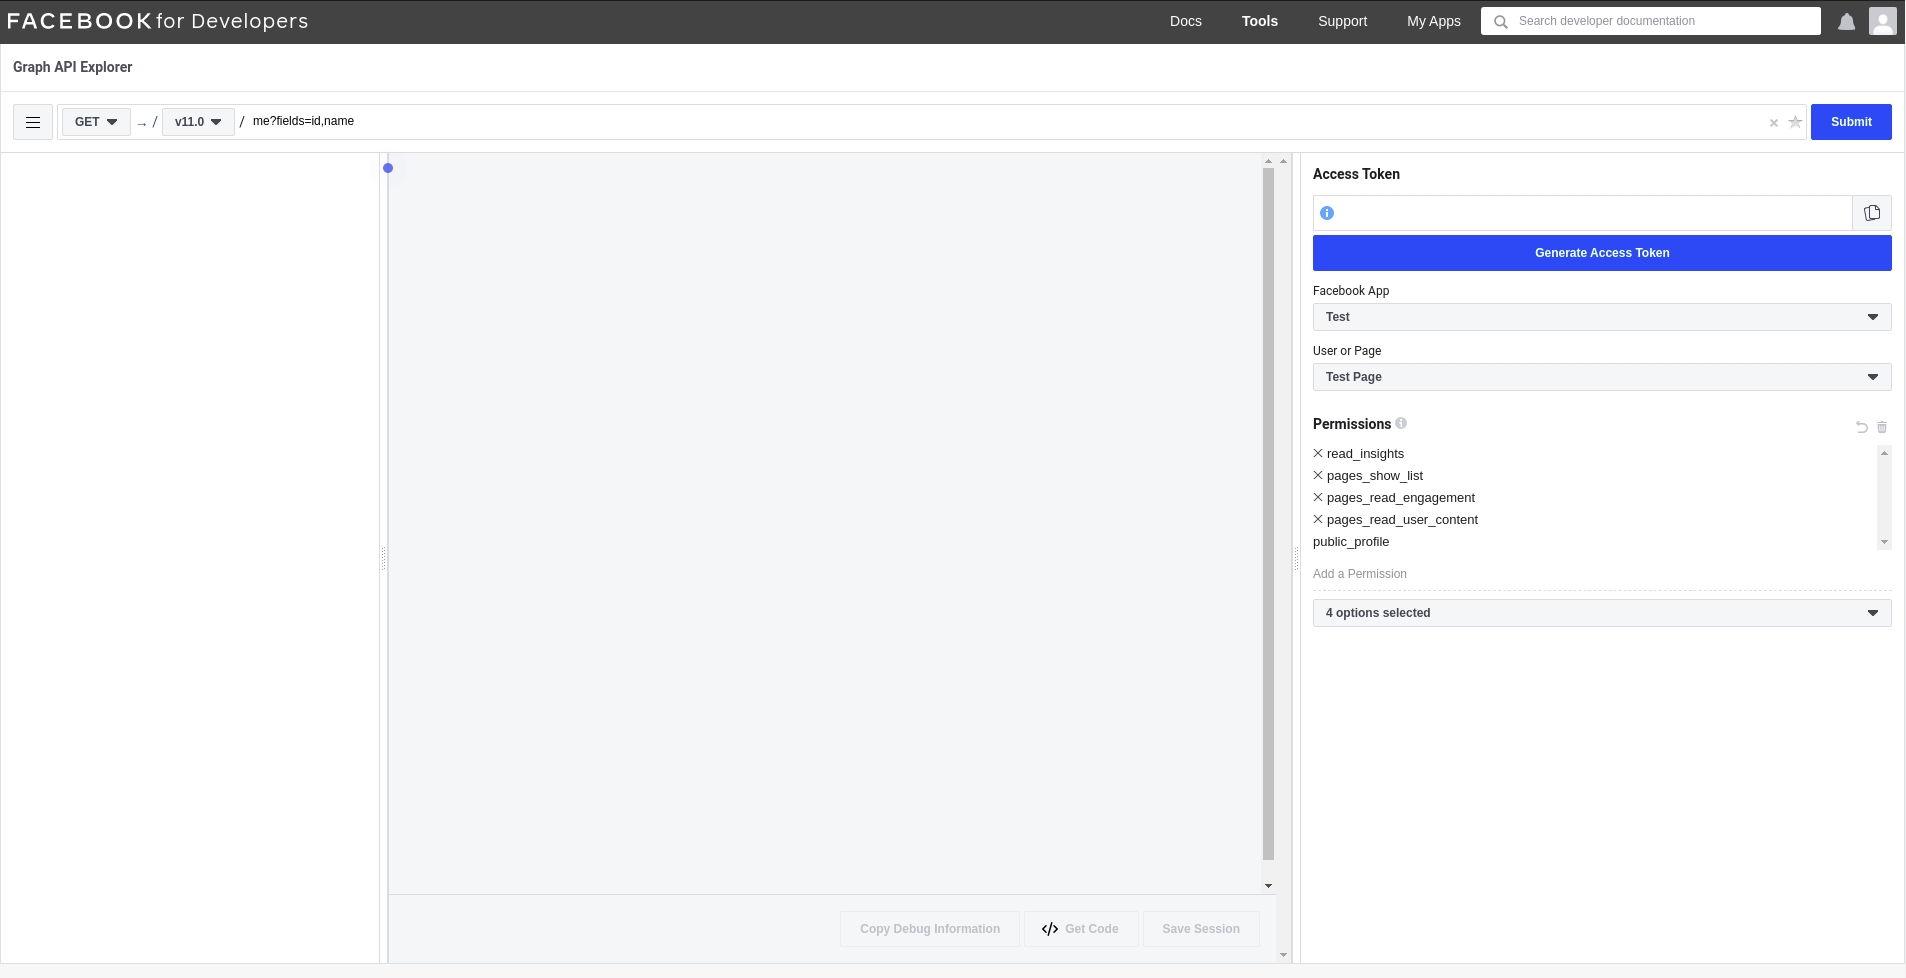 FACEBOOK for Developers
Docs Tools Support My Apps Search developer documentation
Graph API Explorer
GET → / v11.0 / me?fields=id,name × Submit
Access Token
Generate Access Token
Facebook App
Test
User or Page
Test Page
Permissions
read_insights
pages_show_list
pages_read_engagement
pages_read_user_content
public_profile
Add a Permission
4 options selected
Copy Debug Information </> Get Code Save Session